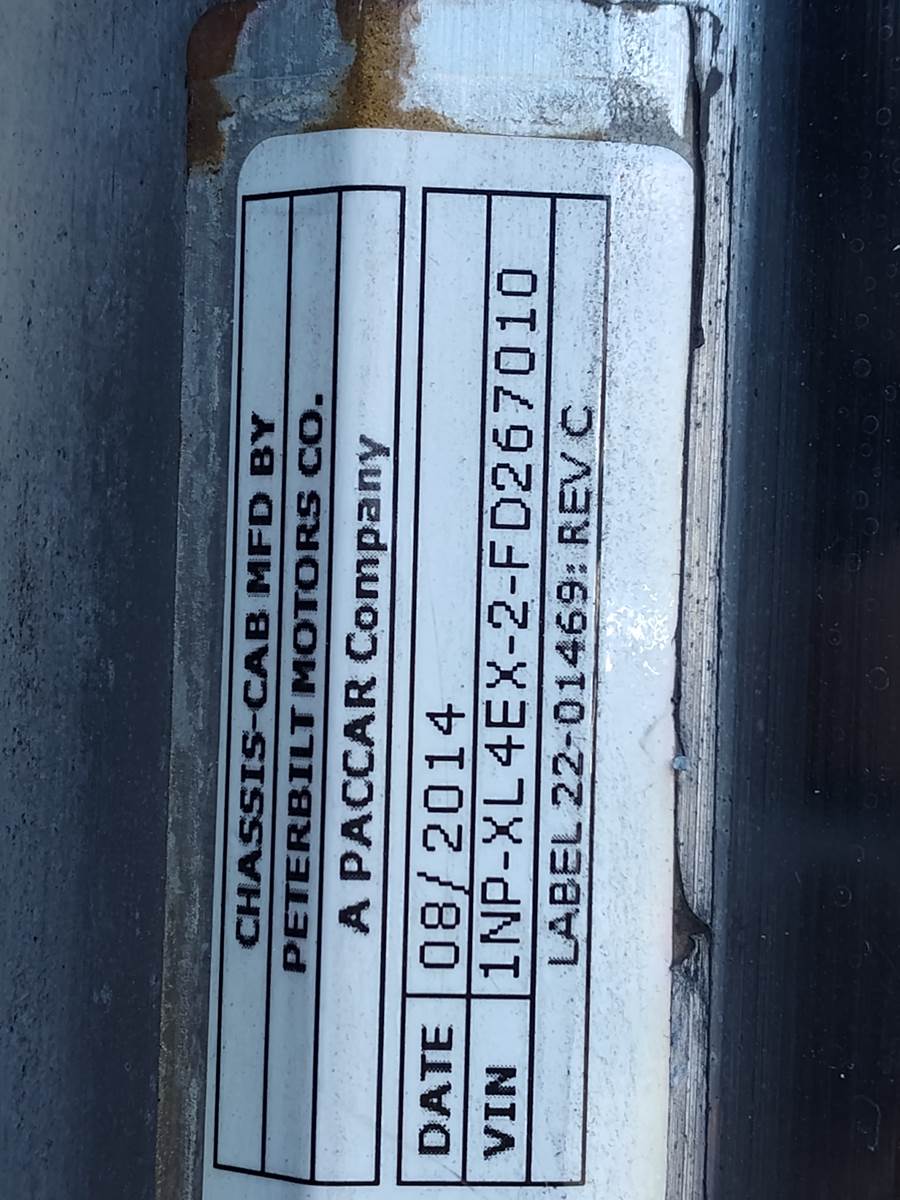 CHASSIS-CAB MFD BY
PETERBILT MOTORS CO.
A PACCAR Company
DATE 08/2014
VIN 1NP-XL4EX-2-FD267010
LABEL 22-01469:: REV C